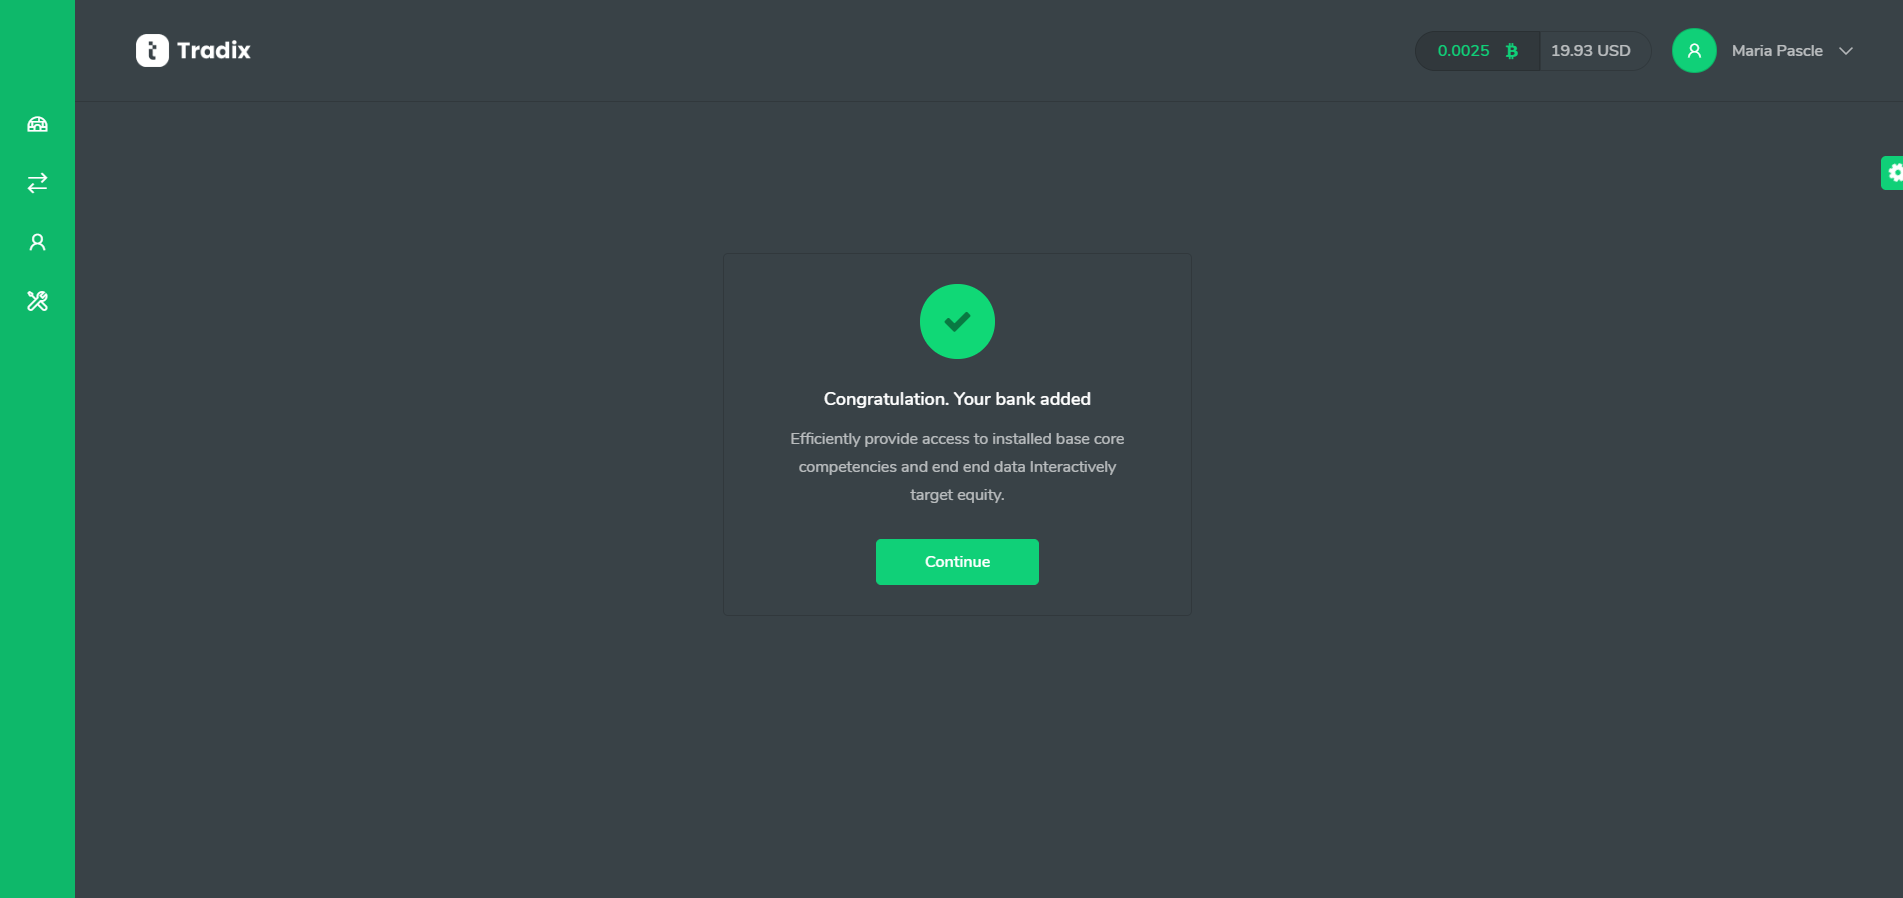 Tradix
0.0025
19.93 USD
Maria Pascle
Congratulation. Your bank added
Efficiently provide access to installed base core
competencies and end end data Interactively
target equity.
Continue